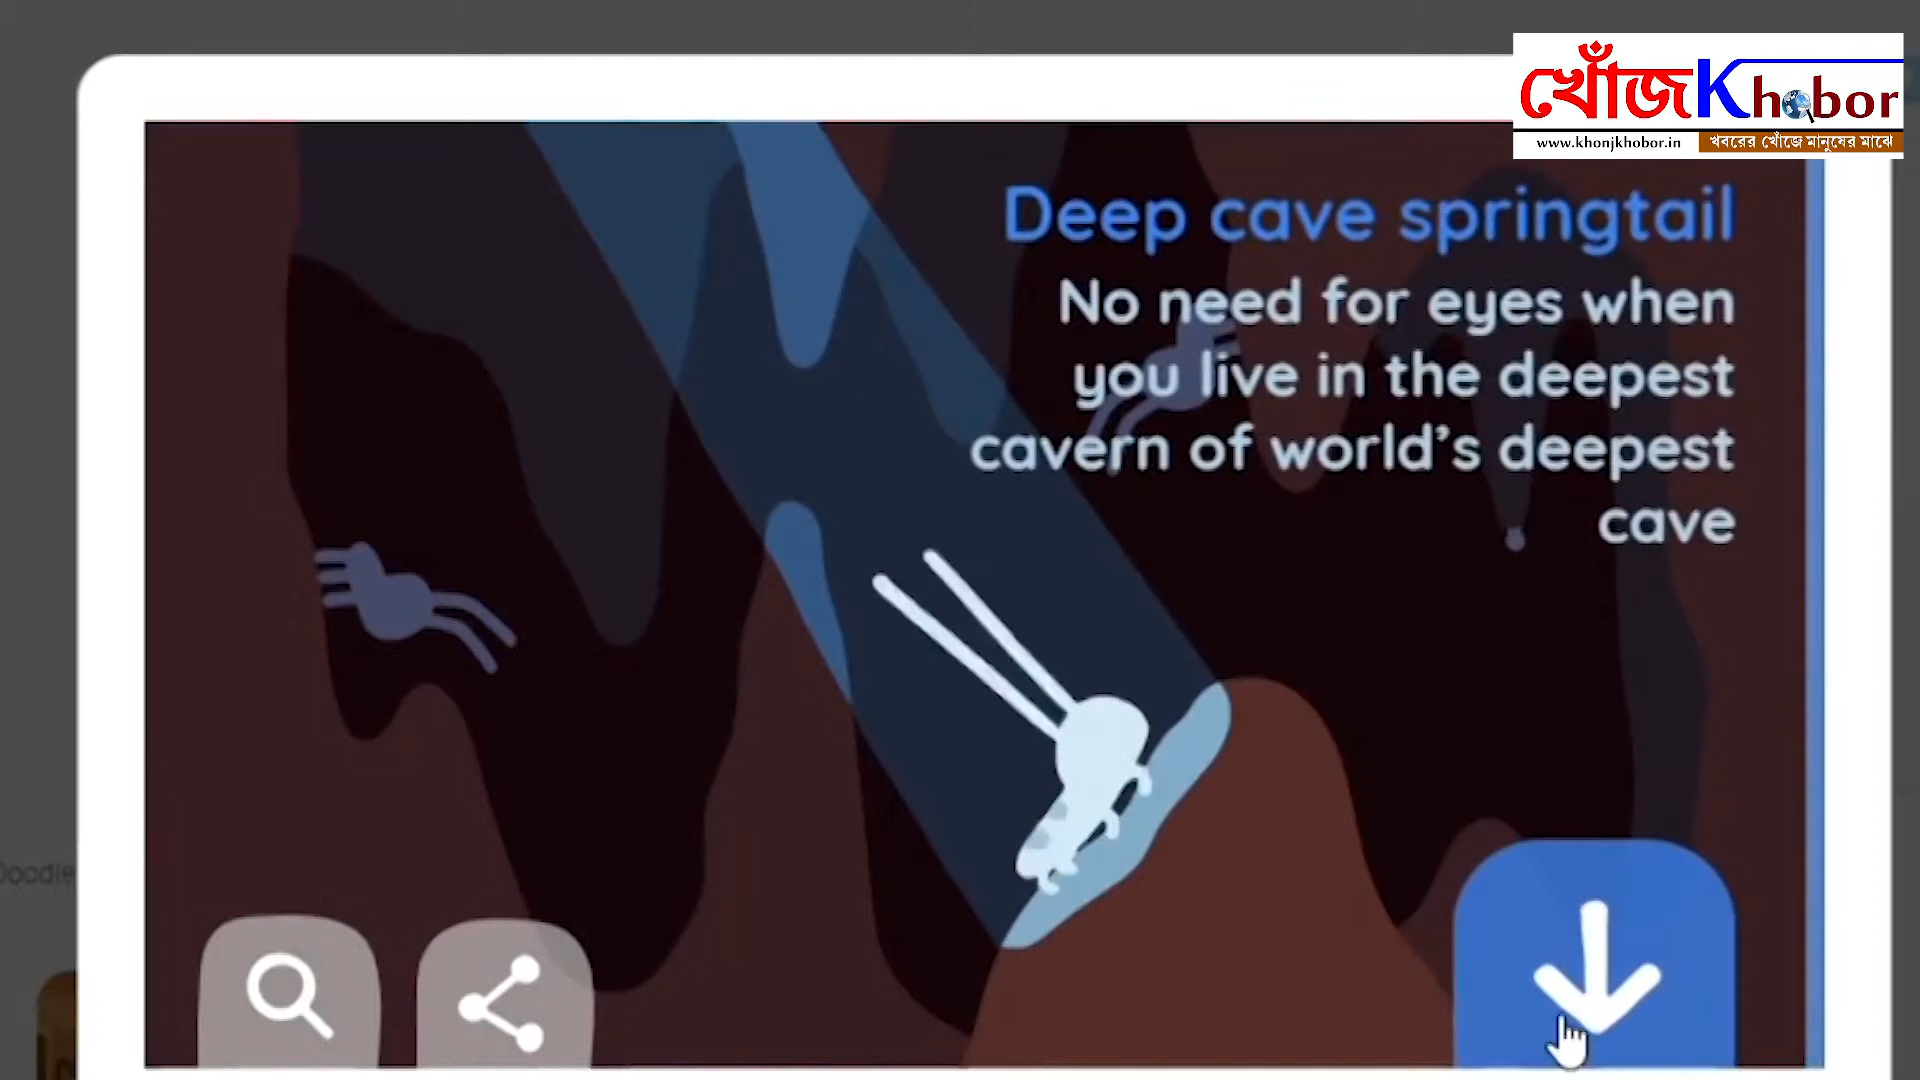 খোঁজKhobor
www.khonjkhobor.in
খবরের খোঁজে মানুষের মাঝে
Deep cave springtail
No need for eyes when
you live in the deepest
cavern of world's deepest
cave
Doodle